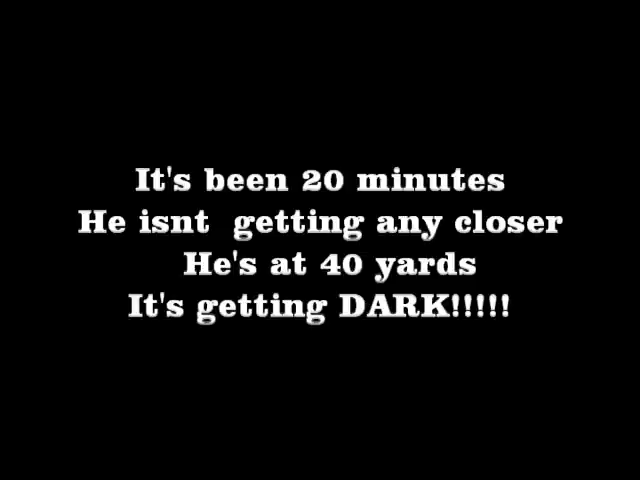 It's been 20 minutes
He isnt  getting any closer
He's at 40 yards
It's getting DARK!!!!!